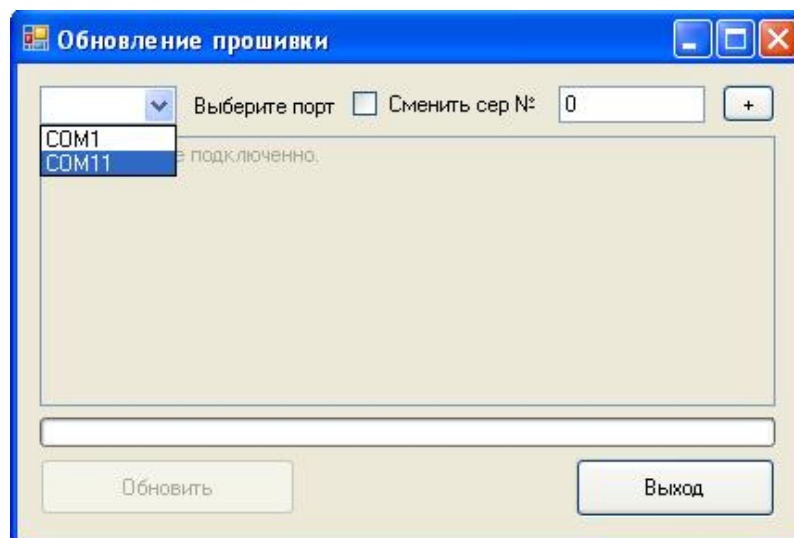 Обновление прошивки
Выберите порт Сменить сер № 0 +
COM1
COM11
подключенно.
Обновить Выход